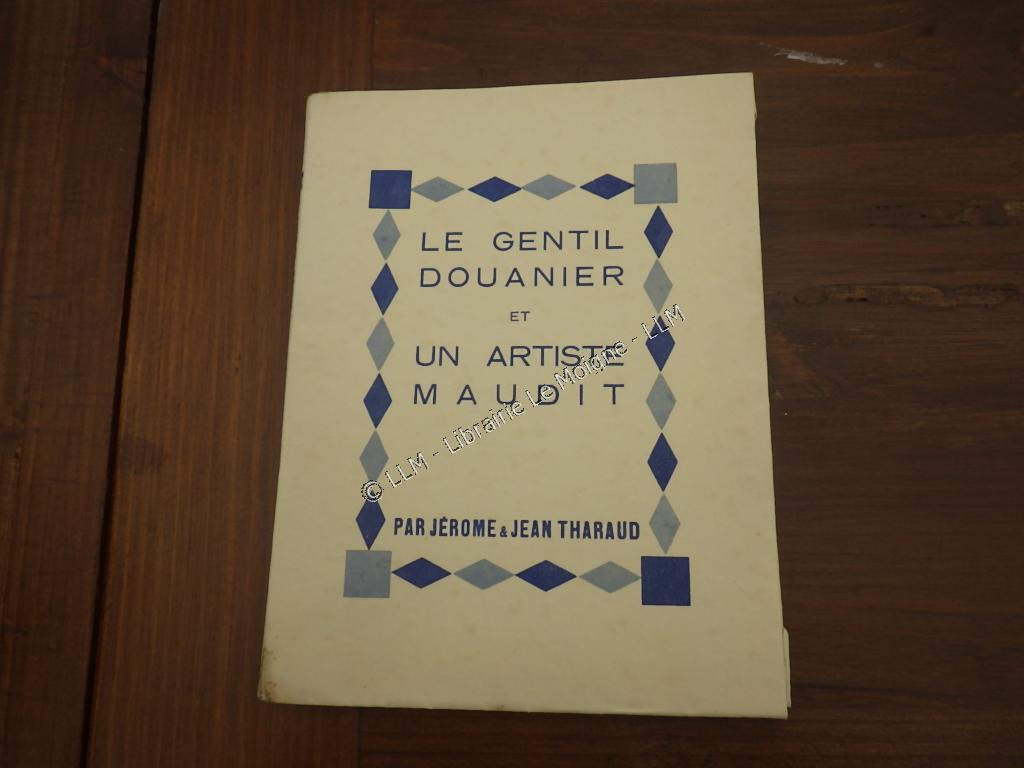 LE GENTIL
DOUANIER
ET
UN ARTISTE
MAUDIT
© LLM - Librairie Le Moigne - LLM
PAR JÉROME & JEAN THARAUD